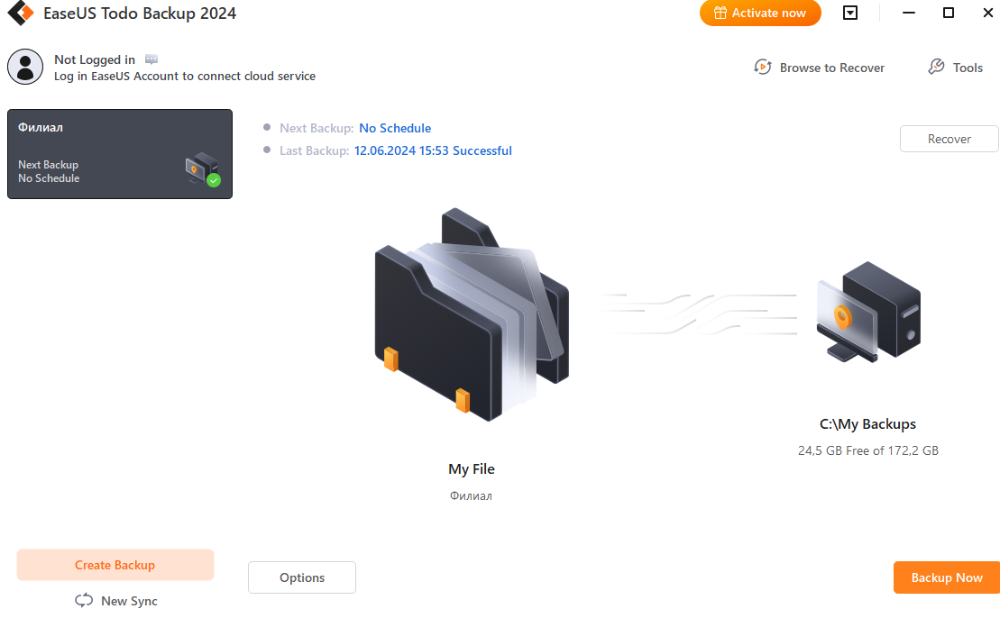 EaseUS Todo Backup 2024
Activate now
Not Logged in
Log in EaseUS Account to connect cloud service
Browse to Recover
Tools
Филиал
Next Backup
No Schedule
Next Backup: No Schedule
Last Backup: 12.06.2024 15:53 Successful
Recover
My File
Филиал
C:\My Backups
24,5 GB Free of 172,2 GB
Create Backup
New Sync
Options
Backup Now